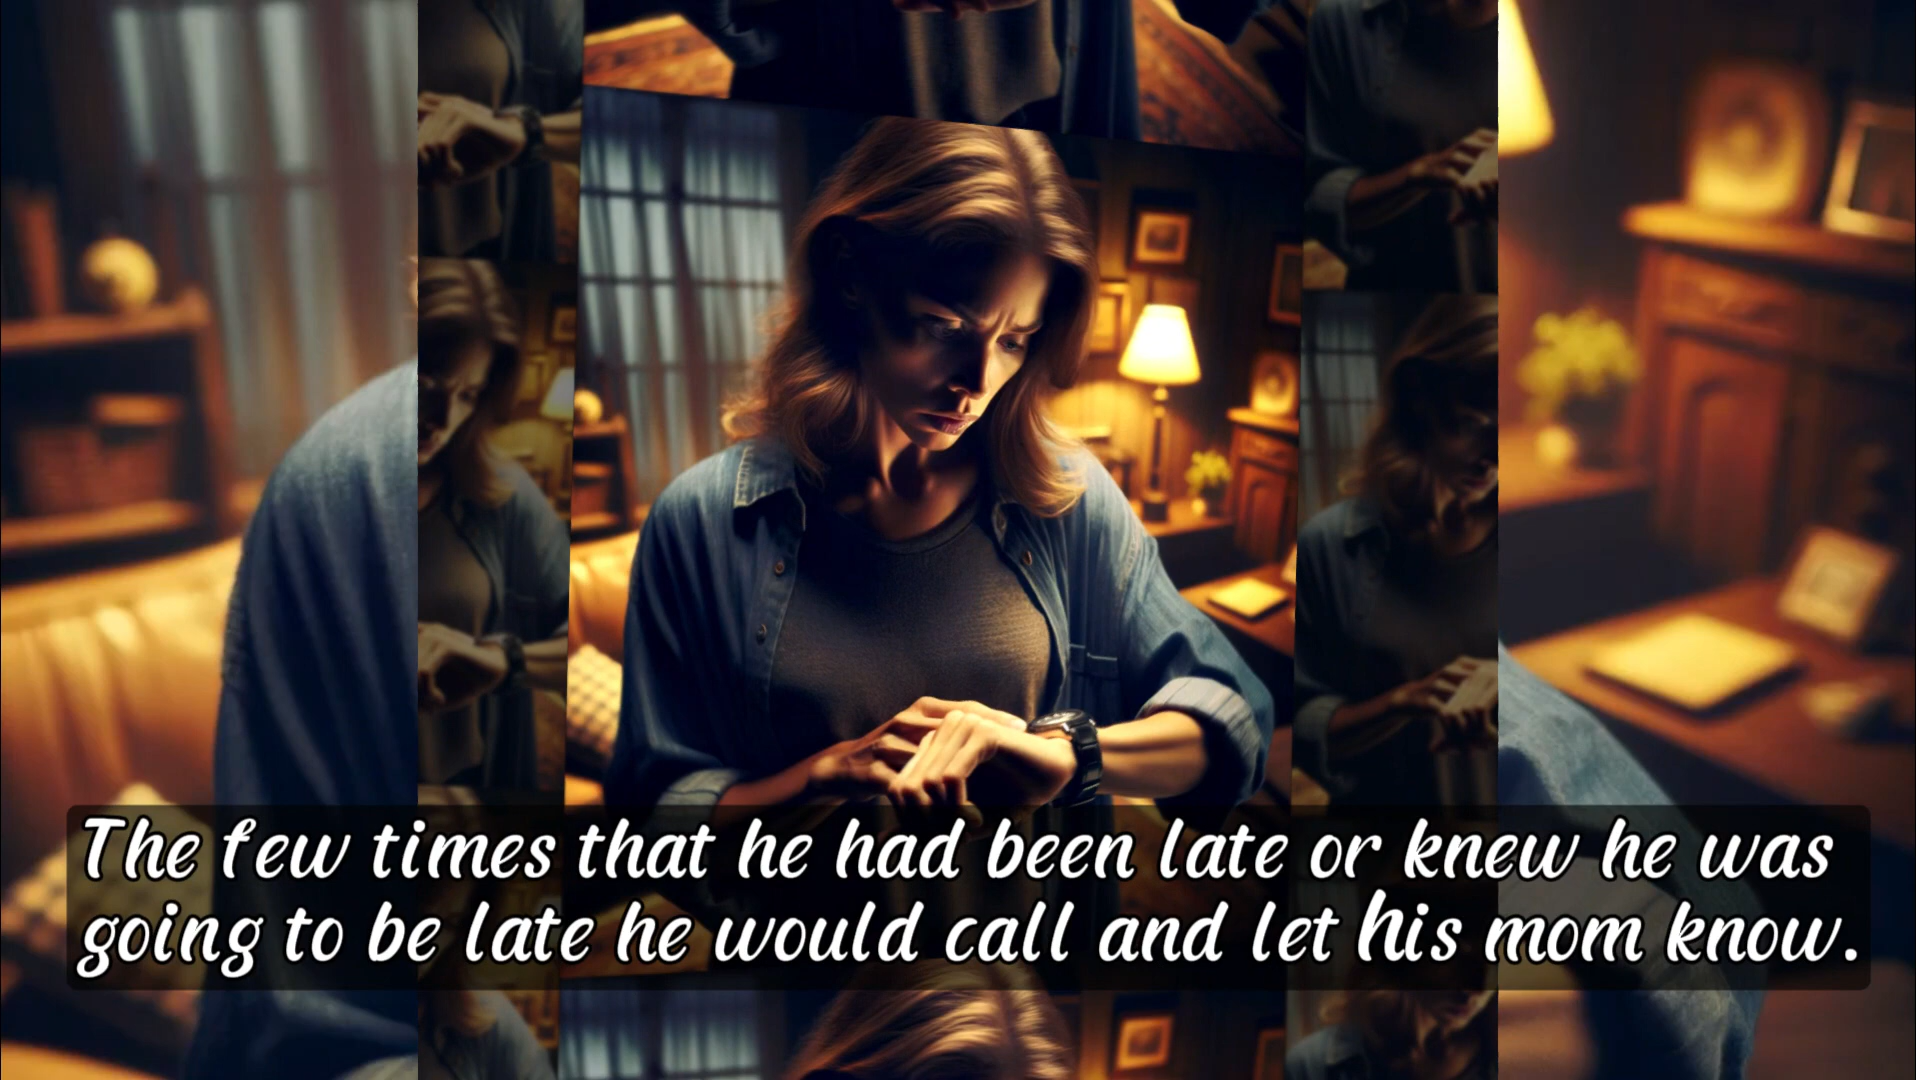 The few times that he had been late or knew he was
going to be late he would call and let his mom know.